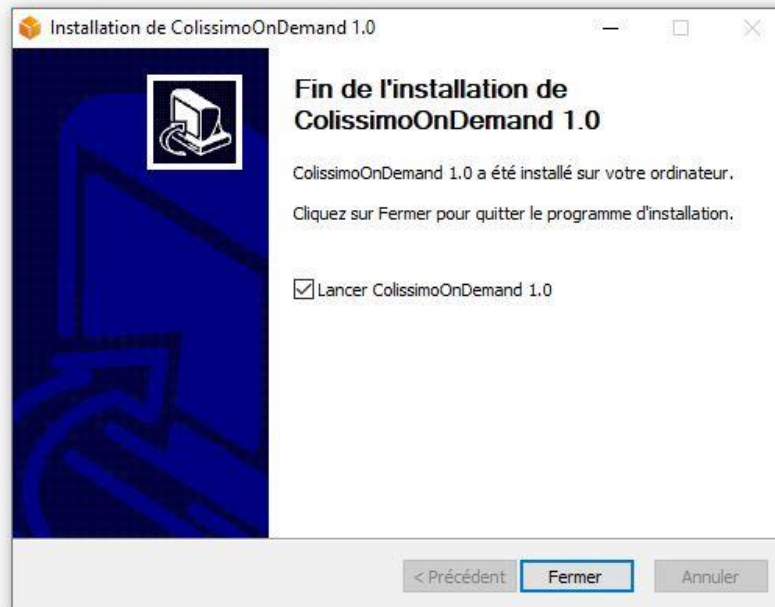 Installation de ColissimoOnDemand 1.0
Fin de l'installation de
ColissimoOnDemand 1.0
ColissimoOnDemand 1.0 a été installé sur votre ordinateur.
Cliquez sur Fermer pour quitter le programme d'installation.
Lancer ColissimoOnDemand 1.0
< Précédent Fermer Annuler